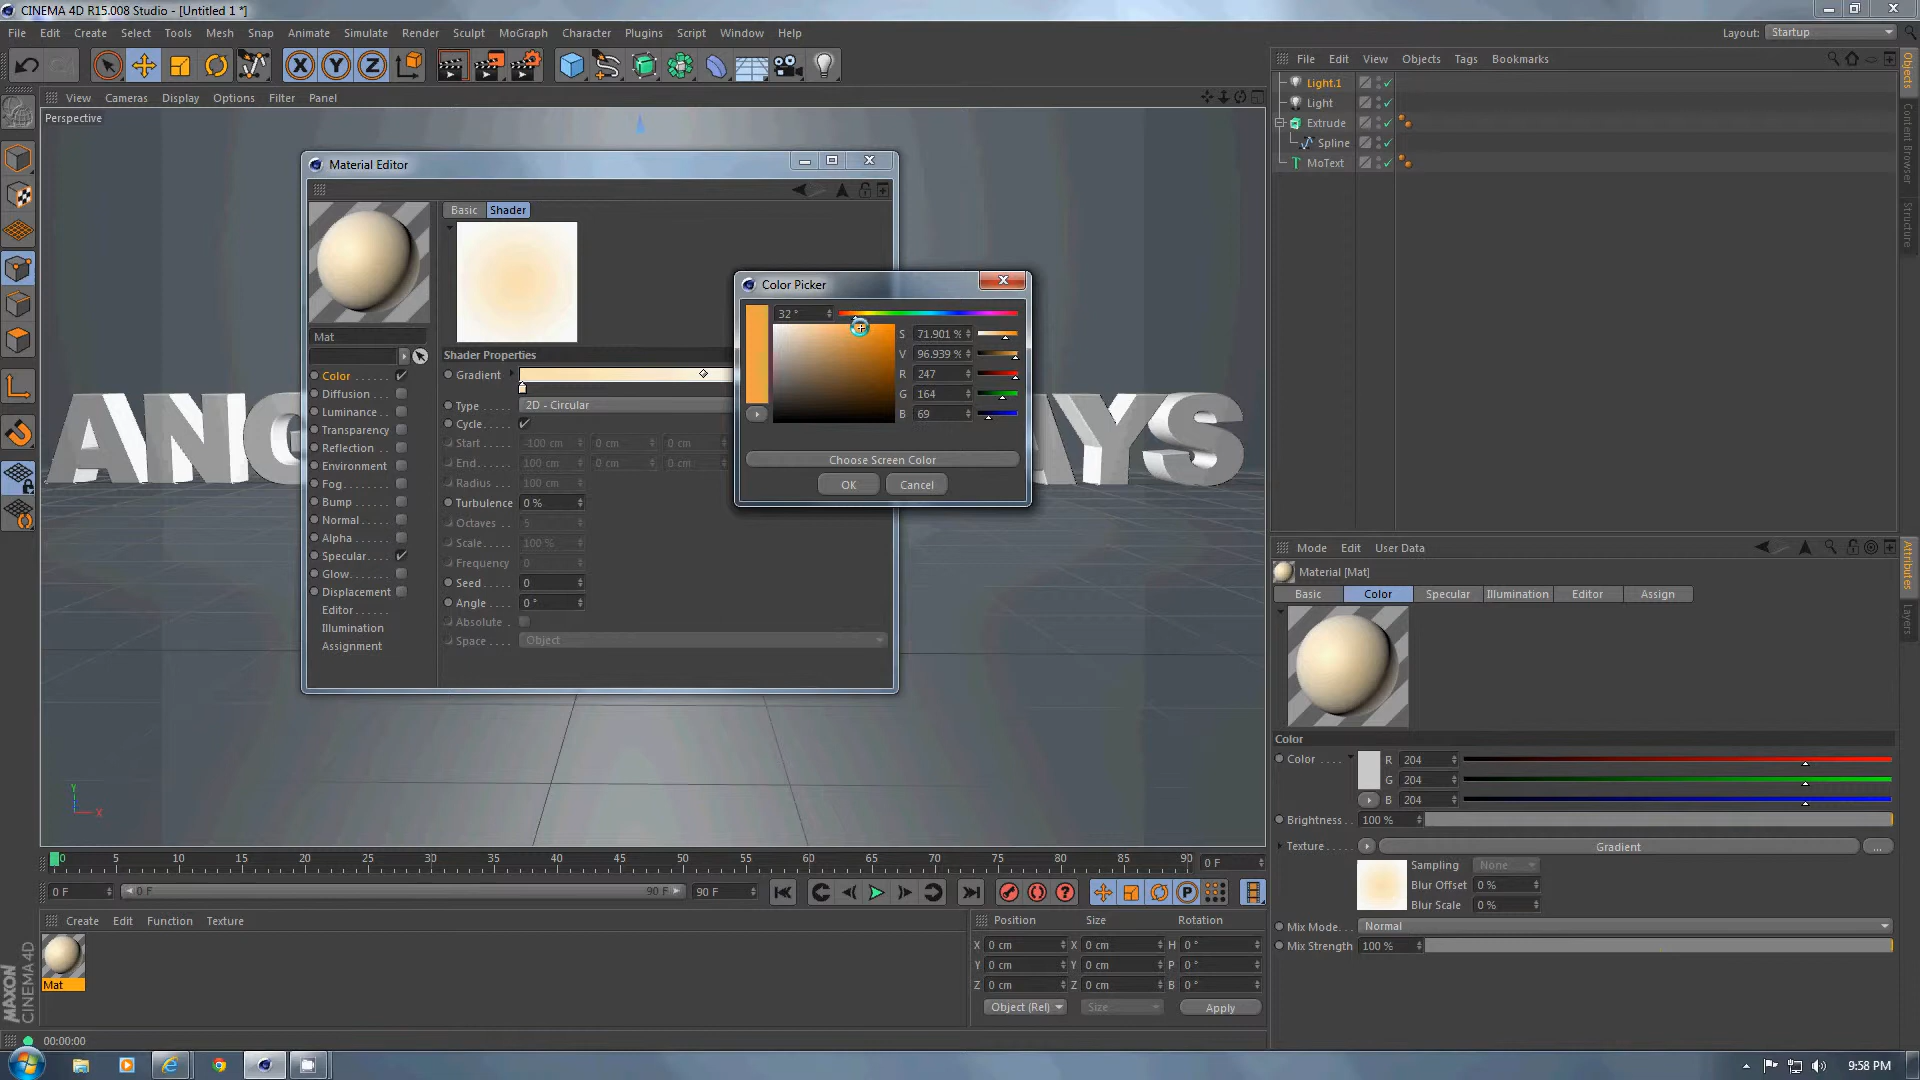 CINEMA 4D R15.008 Studio - [Untitled 1 *]
File Edit Create Select Tools Mesh Snap Animate Simulate Render Sculpt MoGraph Character Plugins Script Window Help
Layout: Startup
View Cameras Display Options Filter Panel
Perspective
File Edit View Objects Tags Bookmarks
Light.1
Light
Extrude
Spline
MoText
Objects
Content Browser
Structure
Material Editor
Basic Shader
Mat
Color . . . . . .
Diffusion . . . .
Luminance . . .
Transparency
Reflection . . .
Environment
Fog . . . . . . .
Bump . . . . . .
Normal . . . . .
Alpha . . . . . .
Specular . . . .
Glow . . . . . .
Displacement
Editor . . . . .
Illumination
Assignment
Shader Properties
Gradient
Type . . . . . 2D - Circular
Cycle . . . .
Start . . . . -100 cm 0 cm 0 cm
End . . . . . 100 cm 0 cm 0 cm
Radius . . . 100 cm
Turbulence 0 %
Octaves . . 5
Scale . . . . 100 %
Frequency 0
Seed . . . . 0
Angle . . . 0 °
Absolute .
Space . . . . Object
Color Picker
32 °
S 71.901 %
V 96.939 %
R 247
G 164
B 69
Choose Screen Color
OK Cancel
AYS
Y
X
Mode Edit User Data
Material [Mat]
Basic Color Specular Illumination Editor Assign
Attributes
Layers
Color
Color . . . . R 204
G 204
B 204
Brightness . 100 %
Texture . . . . . Gradient ...
Sampling None
Blur Offset 0 %
Blur Scale 0 %
Mix Mode. . . Normal
Mix Strength 100 %
0 5 10 15 20 25 30 35 40 45 50 55 60 65 70 75 80 85 90 0 F
0 F 0 F 90 F 90 F
P
Create Edit Function Texture
Mat
Position Size Rotation
X 0 cm X 0 cm H 0 °
Y 0 cm Y 0 cm P 0 °
Z 0 cm Z 0 cm B 0 °
Object (Rel) Size Apply
MAXON
CINEMA 4D
00:00:00
9:58 PM